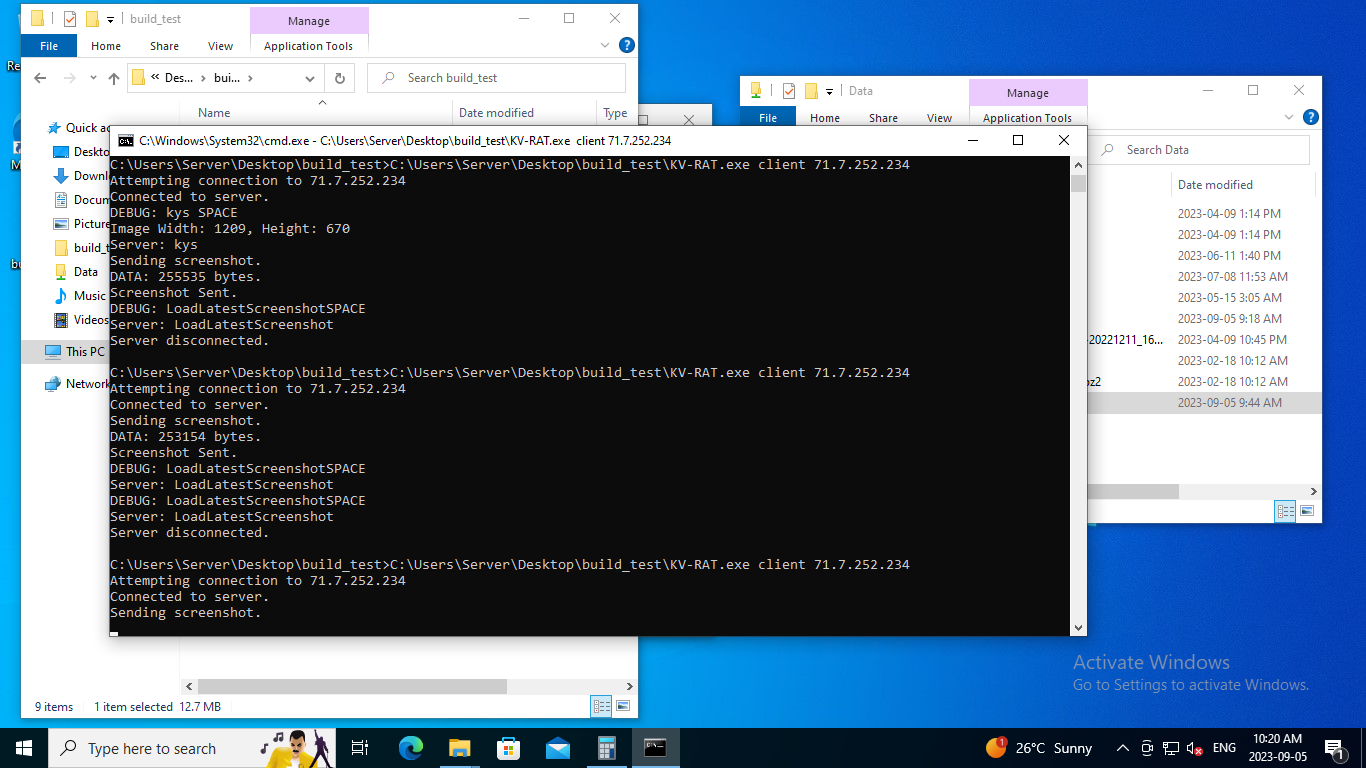 build_test
Manage
File
Home
Share
View
Application Tools
Des...
bui...
Search build_test
Name
Date modified
Type
Quick ac
Deskto
Downl
Docum
Picture
build_t
Data
Music
Videos
This PC
Network
9 items
1 item selected 12.7 MB
Data
Manage
File
Home
Share
View
Application Tools
Search Data
Date modified
2023-04-09 1:14 PM
2023-04-09 1:14 PM
2023-06-11 1:40 PM
2023-07-08 11:53 AM
2023-05-15 3:05 AM
2023-09-05 9:18 AM
20221211_16... 2023-04-09 10:45 PM
2023-02-18 10:12 AM
oz2 2023-02-18 10:12 AM
2023-09-05 9:44 AM
C:\Windows\System32\cmd.exe - C:\Users\Server\Desktop\build_test\KV-RAT.exe client 71.7.252.234
C:\Users\Server\Desktop\build_test>C:\Users\Server\Desktop\build_test\KV-RAT.exe client 71.7.252.234
Attempting connection to 71.7.252.234
Connected to server.
DEBUG: kys SPACE
Image Width: 1209, Height: 670
Server: kys
Sending screenshot.
DATA: 255535 bytes.
Screenshot Sent.
DEBUG: LoadLatestScreenshotSPACE
Server: LoadLatestScreenshot
Server disconnected.
C:\Users\Server\Desktop\build_test>C:\Users\Server\Desktop\build_test\KV-RAT.exe client 71.7.252.234
Attempting connection to 71.7.252.234
Connected to server.
Sending screenshot.
DATA: 253154 bytes.
Screenshot Sent.
DEBUG: LoadLatestScreenshotSPACE
Server: LoadLatestScreenshot
DEBUG: LoadLatestScreenshotSPACE
Server: LoadLatestScreenshot
Server disconnected.
C:\Users\Server\Desktop\build_test>C:\Users\Server\Desktop\build_test\KV-RAT.exe client 71.7.252.234
Attempting connection to 71.7.252.234
Connected to server.
Sending screenshot.
Activate Windows
Go to Settings to activate Windows.
Type here to search
1
26°C Sunny
ENG
10:20 AM
2023-09-05
1